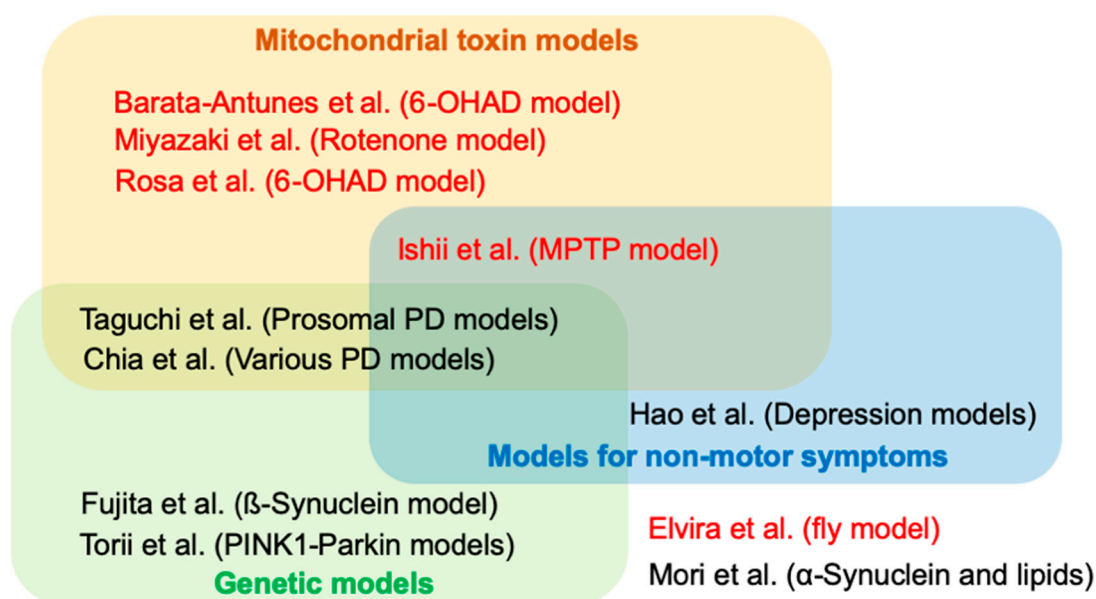 Mitochondrial toxin models
Barata-Antunes et al. (6-OHAD model)
Miyazaki et al. (Rotenone model)
Rosa et al. (6-OHAD model)
Ishii et al. (MPTP model)
Taguchi et al. (Prosomal PD models)
Chia et al. (Various PD models)
Hao et al. (Depression models)
Models for non-motor symptoms
Fujita et al. (ß-Synuclein model)
Torii et al. (PINK1-Parkin models)
Genetic models
Elvira et al. (fly model)
Mori et al. (α-Synuclein and lipids)